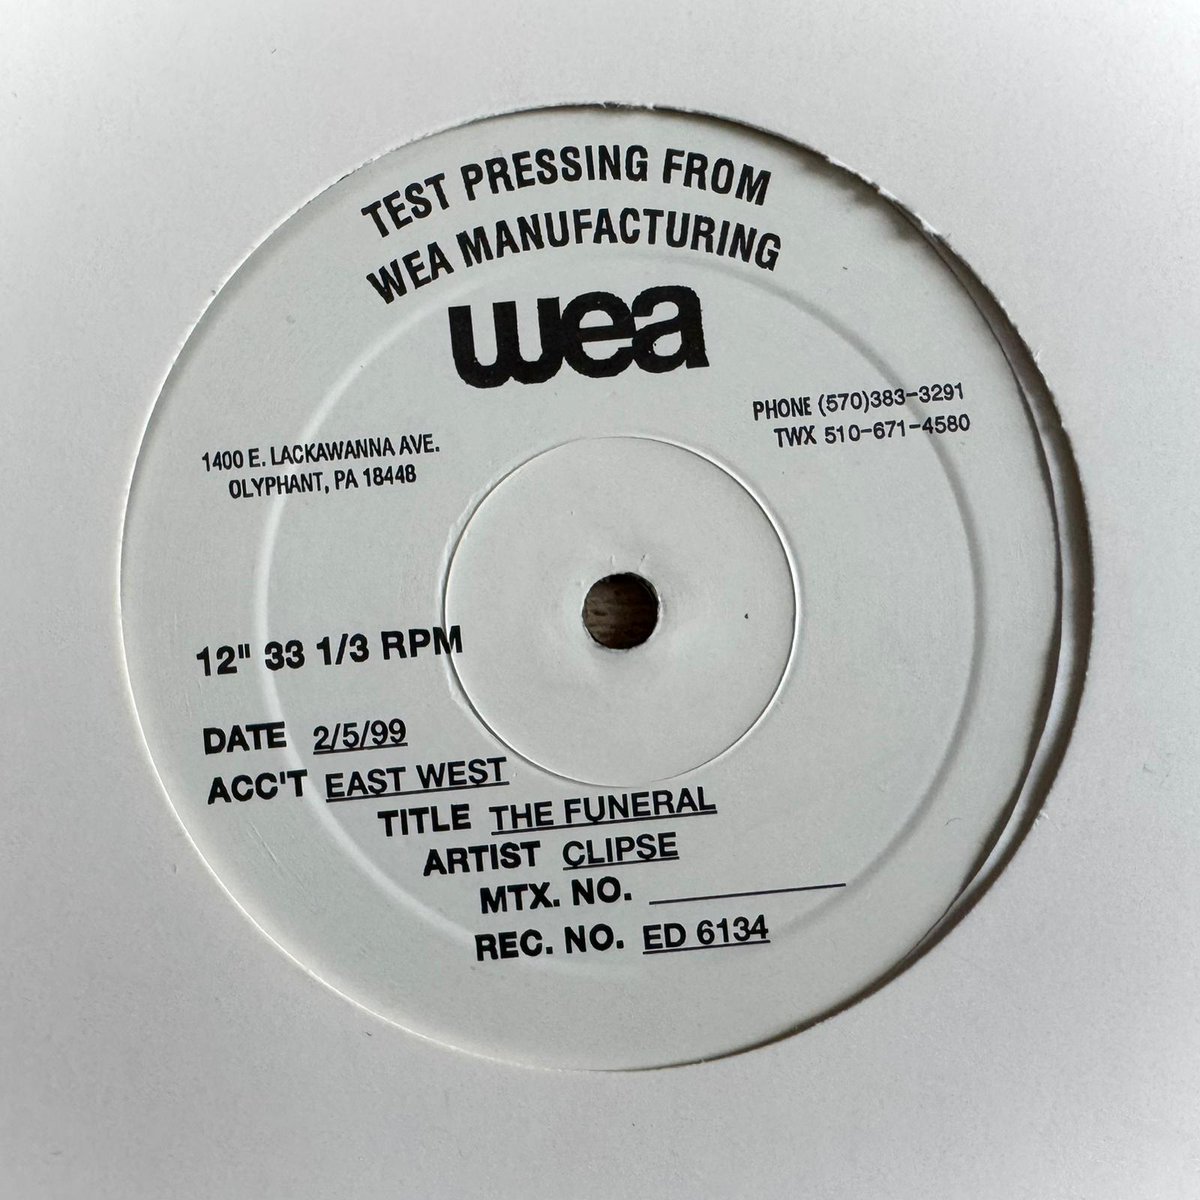 TEST PRESSING FROM
WEA MANUFACTURING
wea
PHONE (570)383-3291
TWX 510-671-4580
1400 E. LACKAWANNA AVE.
OLYPHANT, PA 18448
12" 33 1/3 RPM
DATE 2/5/99
ACC'T EAST WEST
TITLE THE FUNERAL
ARTIST CLIPSE
MTX. NO.
REC. NO. ED 6134